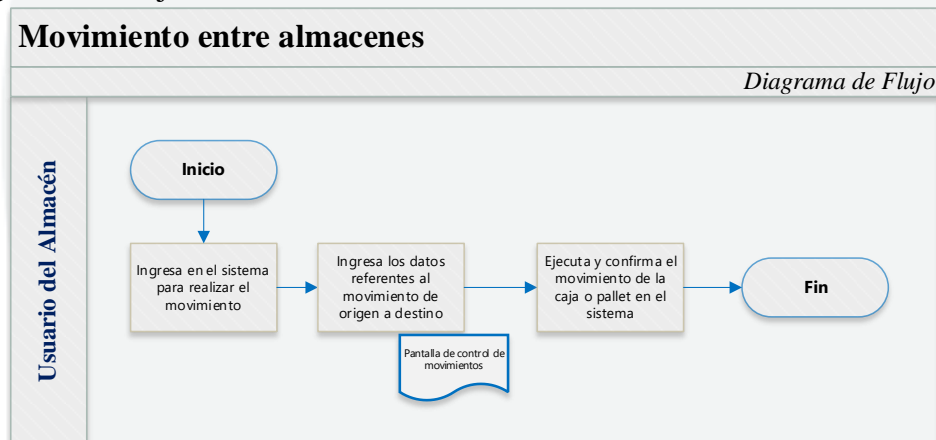 Movimiento entre almacenes
Diagrama de Flujo
Usuario del Almacén
Inicio
Ingresa en el sistema
para realizar el
movimiento
Ingresa los datos
referentes al
movimiento de
origen a destino
Pantalla de control de
movimientos
Ejecuta y confirma el
movimiento de la
caja o pallet en el
sistema
Fin